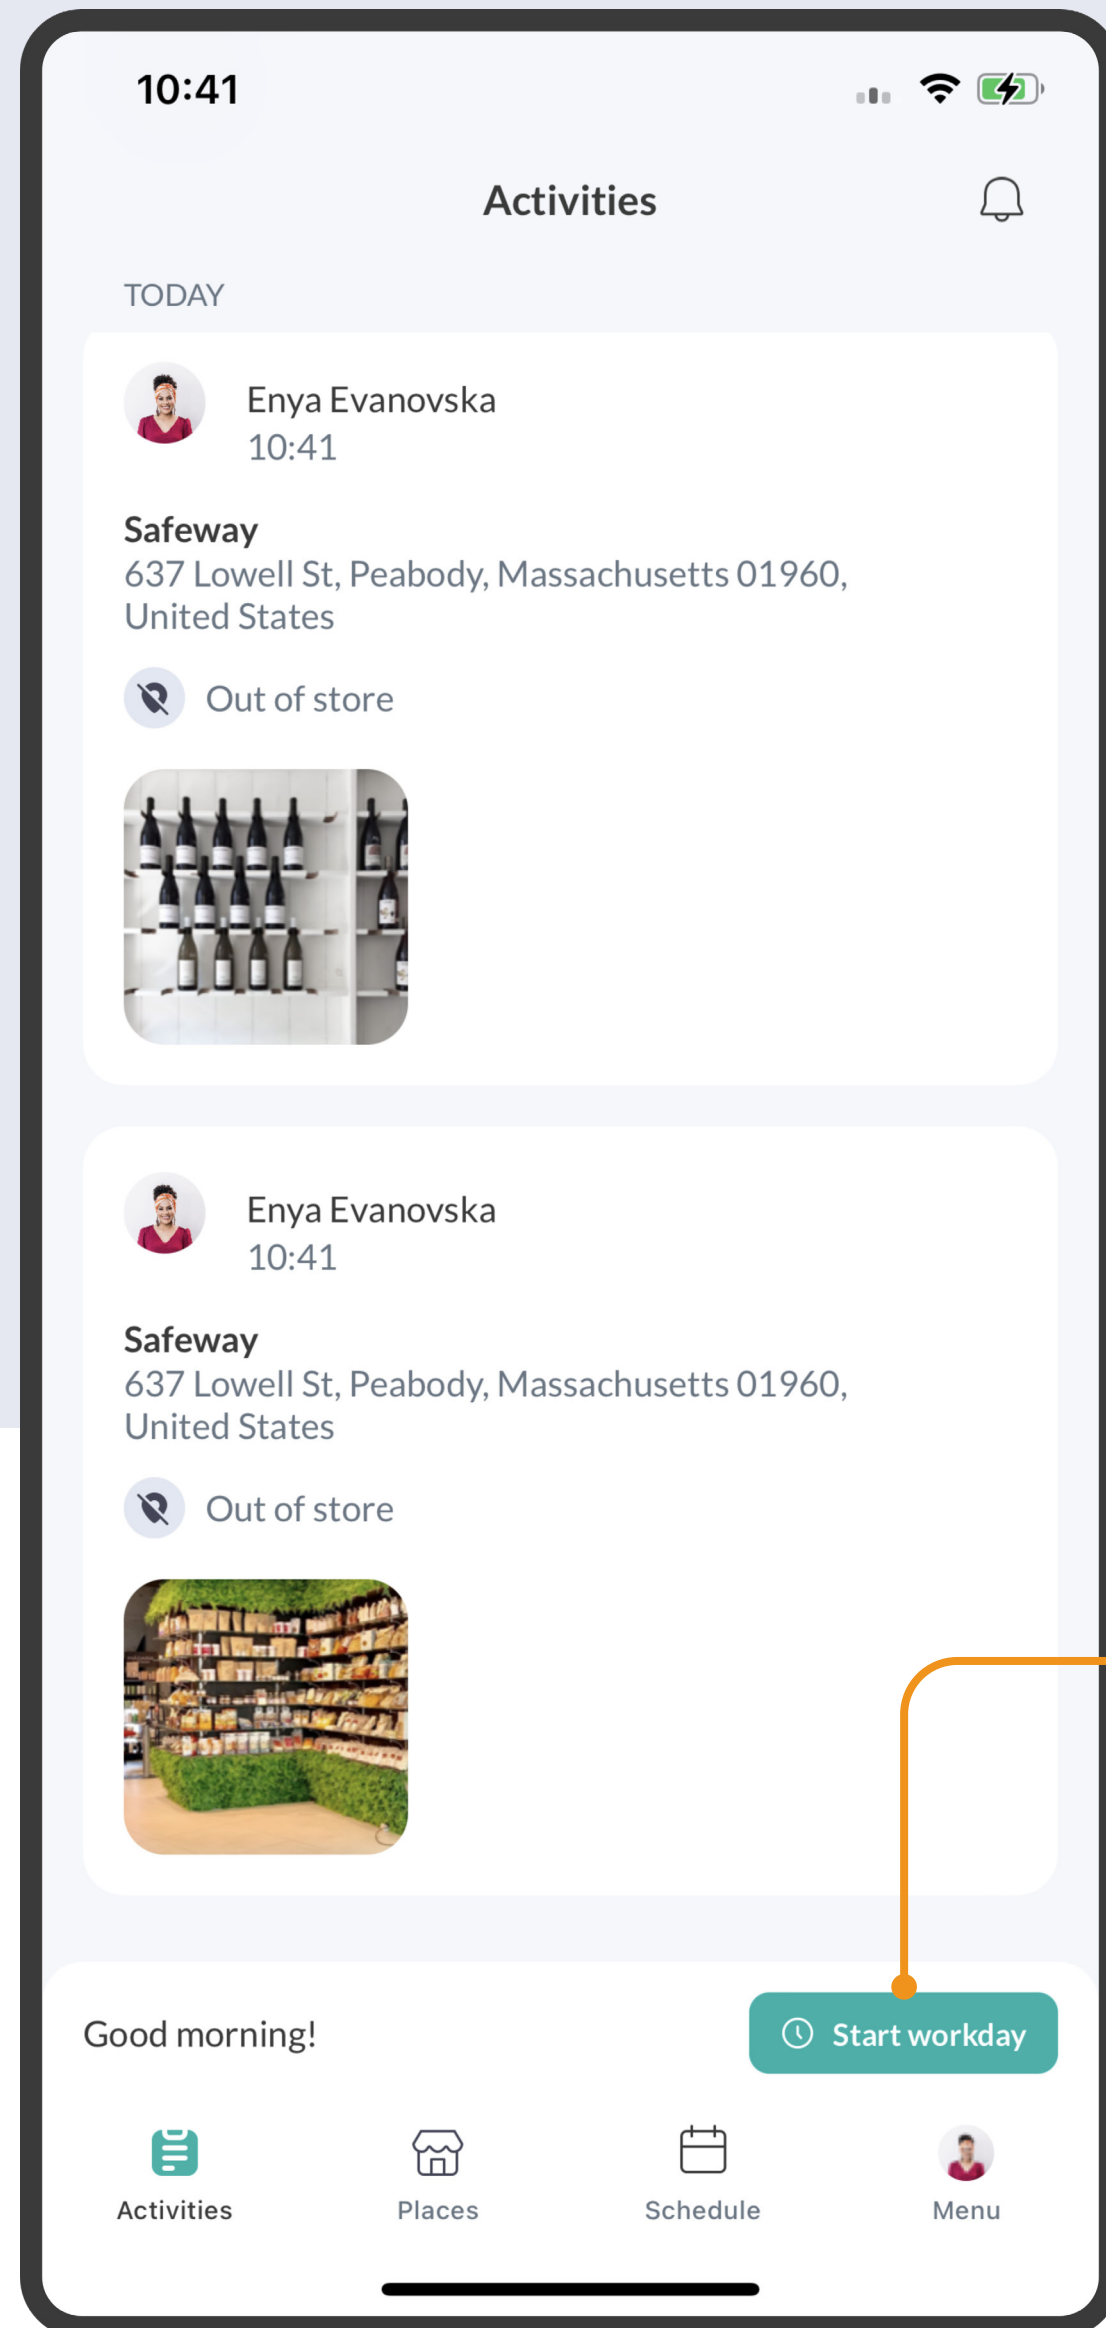 10:41
Activities
TODAY
Enya Evanovska
10:41
Safeway
637 Lowell St, Peabody, Massachusetts 01960,
United States
Out of store
Enya Evanovska
10:41
Safeway
637 Lowell St, Peabody, Massachusetts 01960,
United States
Out of store
Good morning!
Start workday
Activities
Places
Schedule
Menu